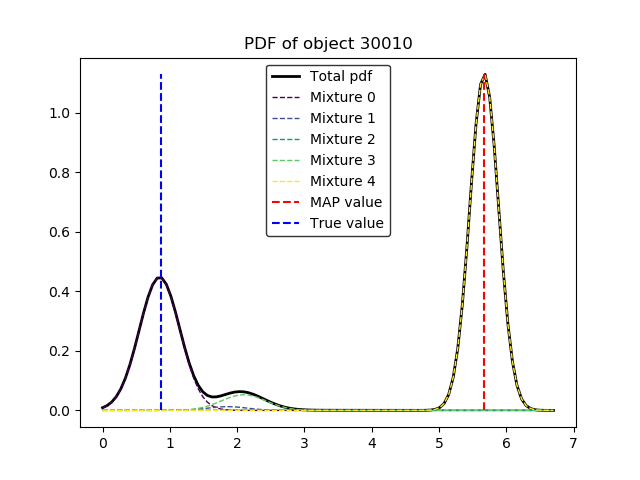 PDF of object 30010
Total pdf
Mixture 0
Mixture 1
Mixture 2
Mixture 3
Mixture 4
MAP value
True value
1.0
0.8
0.6
0.4
0.2
0.0
0 1 2 3 4 5 6 7